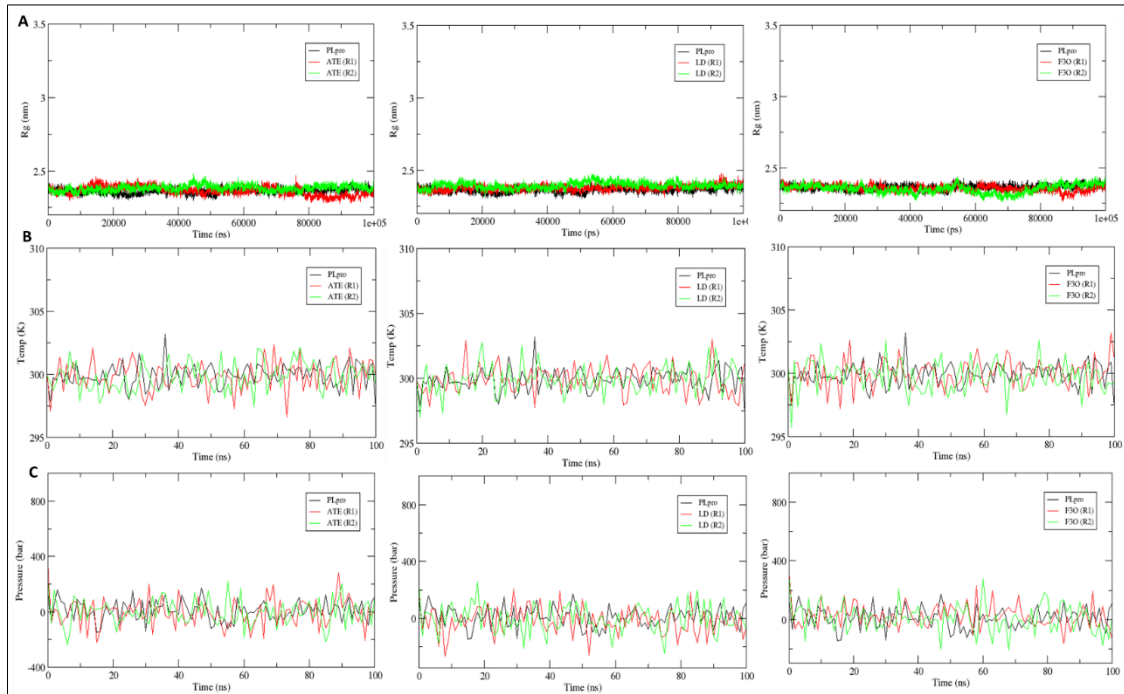 A
3.5
3
2.5
Rg (nm)
0 20000 40000 60000 80000 1e+05
Time (ps)
PLpro
ATE (R1)
ATE (R2)
3.5
3
2.5
Rg (nm)
0 20000 40000 60000 80000
Time (ps)
PLpro
LD (R1)
LD (R2)
3.5
3
2.5
Rg (nm)
0 20000 40000 60000 80000 1e+05
Time (ps)
PLpro
F3O (R1)
F3O (R2)
B
310
305
300
295
Temp (K)
0 20 40 60 80 100
Time (ns)
PLpro
ATE (R1)
ATE (R2)
310
305
300
295
Temp (K)
0 20 40 60 80 100
Time (ns)
PLpro
LD (R1)
LD (R2)
310
305
300
295
Temp (K)
0 20 40 60 80 100
Time (ns)
PLpro
F3O (R1)
F3O (R2)
C
800
400
0
-400
Pressure (bar)
0 20 40 60 80 100
Time (ns)
PLpro
ATE (R1)
ATE (R2)
800
400
0
Pressure (bar)
0 20 40 60 80 100
Time (ns)
PLpro
LD (R1)
LD (R2)
800
400
0
Pressure (bar)
0 20 40 60 80 100
Time (ns)
PLpro
F3O (R1)
F3O (R2)